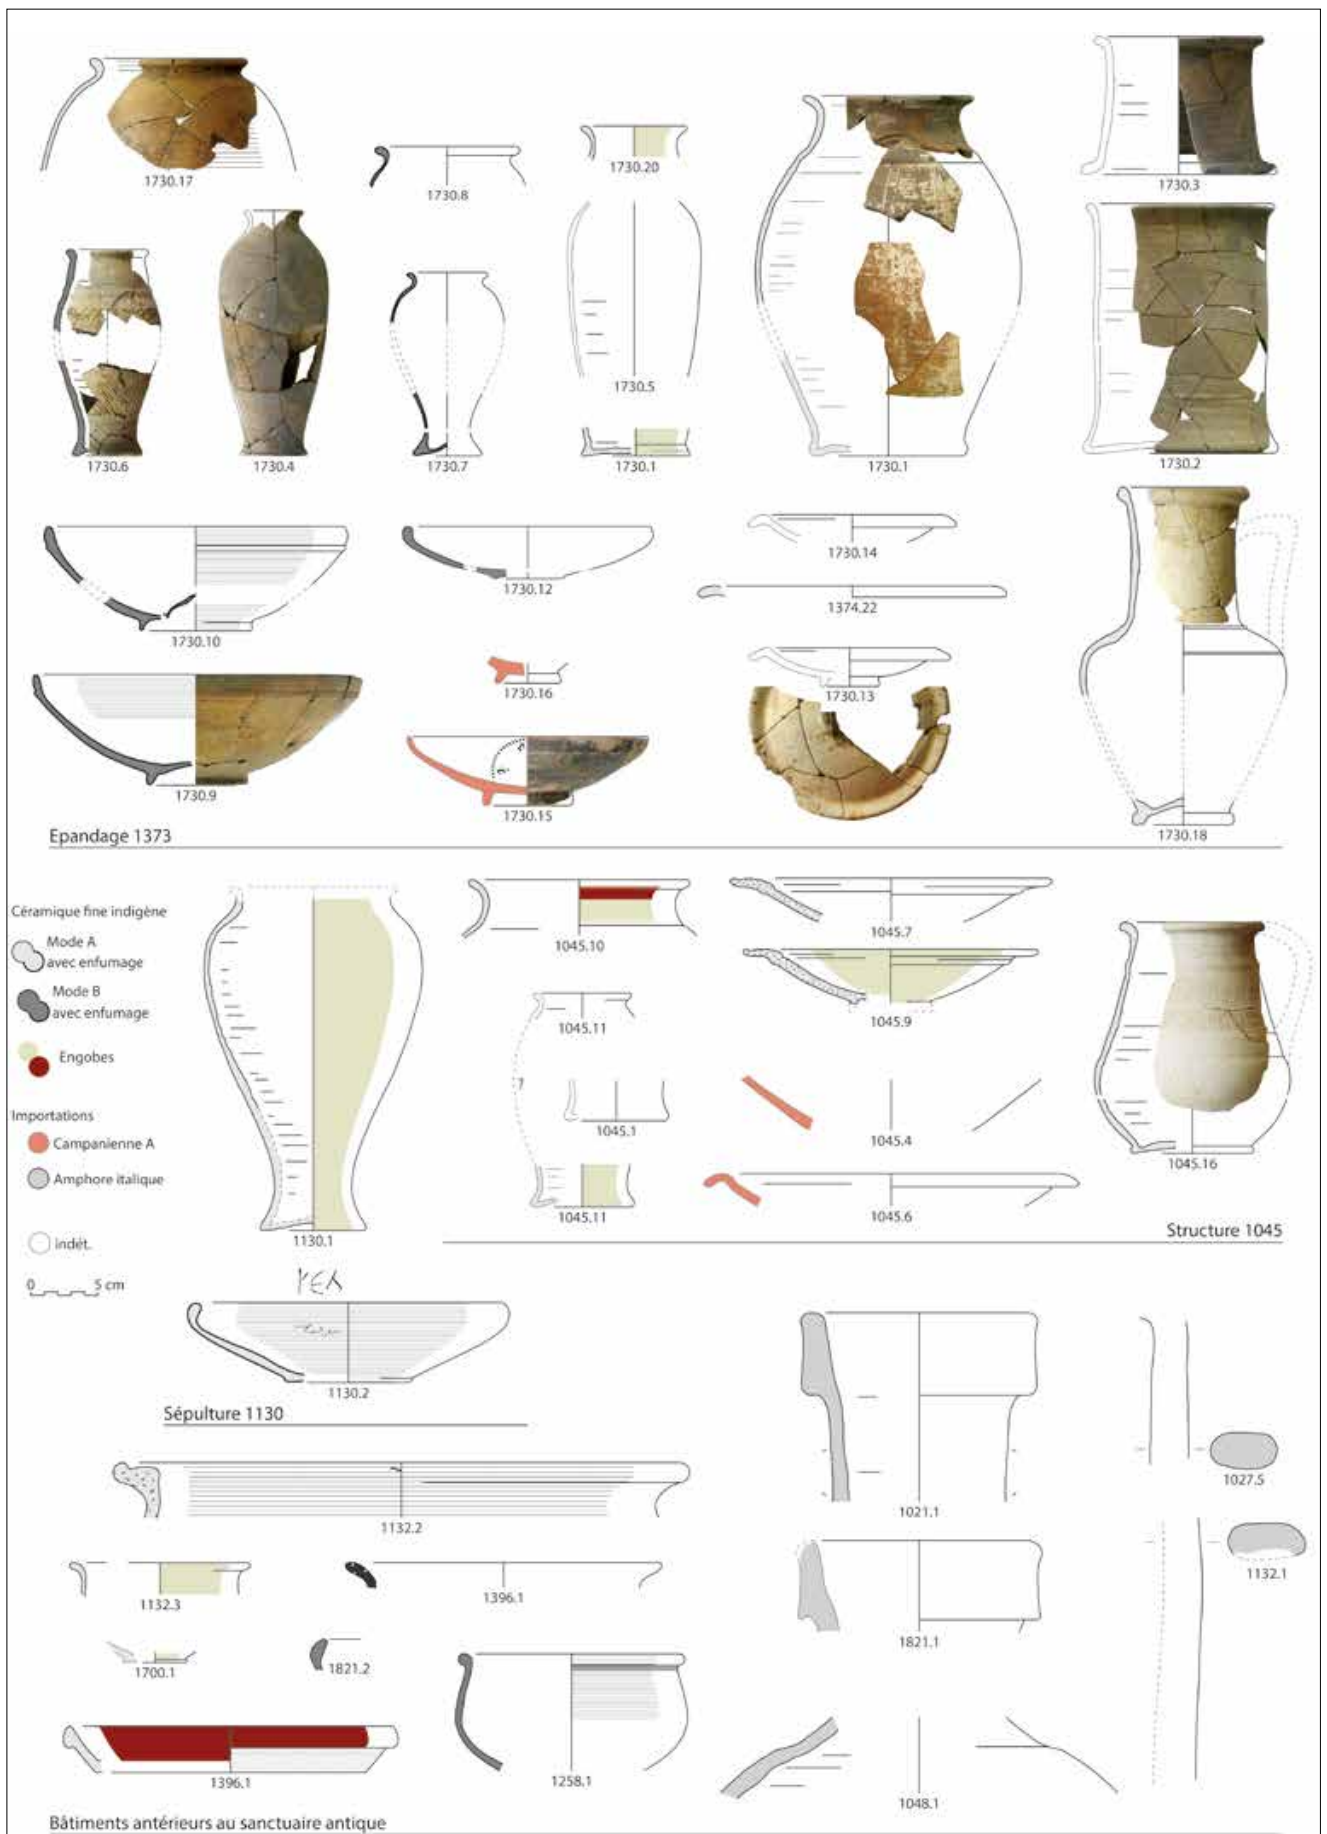 1730.17
1730.8
1730.20
1730.3
1730.6
1730.4
1730.7
1730.5
1730.1
1730.1
1730.2
1730.10
1730.12
1730.14
1374.22
1730.16
1730.13
1730.9
1730.15
1730.18
Epandage 1373
Céramique fine indigène
Mode A
avec enfumage
Mode B
avec enfumage
Engobes
Importations
Campanienne A
Amphore italique
indét.
0 5 cm
1130.1
1045.10
1045.7
1045.11
1045.9
?
1045.1
1045.4
1045.11
1045.6
1045.16
Structure 1045
1130.2
Sépulture 1130
1132.2
1021.1
1027.5
1132.3
1396.1
1132.1
1700.1
1821.2
1821.1
1396.1
1258.1
1048.1
Bâtiments antérieurs au sanctuaire antique